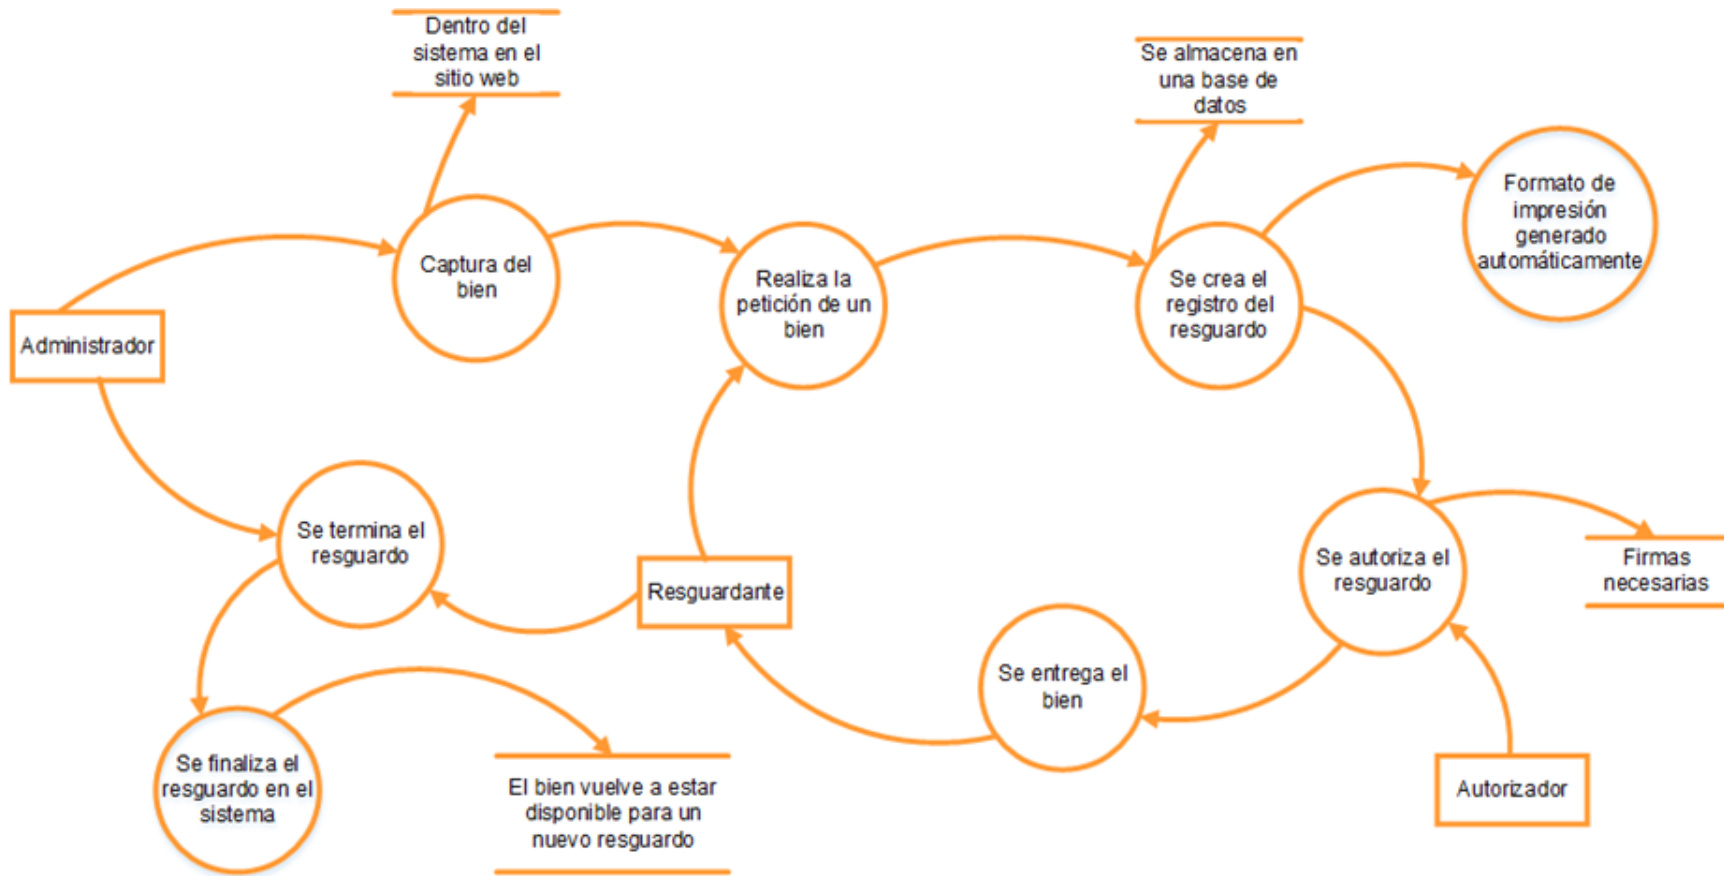 Dentro del
sistema en el
sitio web
Se almacena en
una base de
datos
Formato de
impresión
generado
automáticamente
Captura del
bien
Realiza la
petición de un
bien
Se crea el
registro del
resguardo
Administrador
Se termina el
resguardo
Resguardante
Se autoriza el
resguardo
Firmas
necesarias
Se entrega el
bien
Se finaliza el
resguardo en el
sistema
El bien vuelve a estar
disponible para un
nuevo resguardo
Autorizador